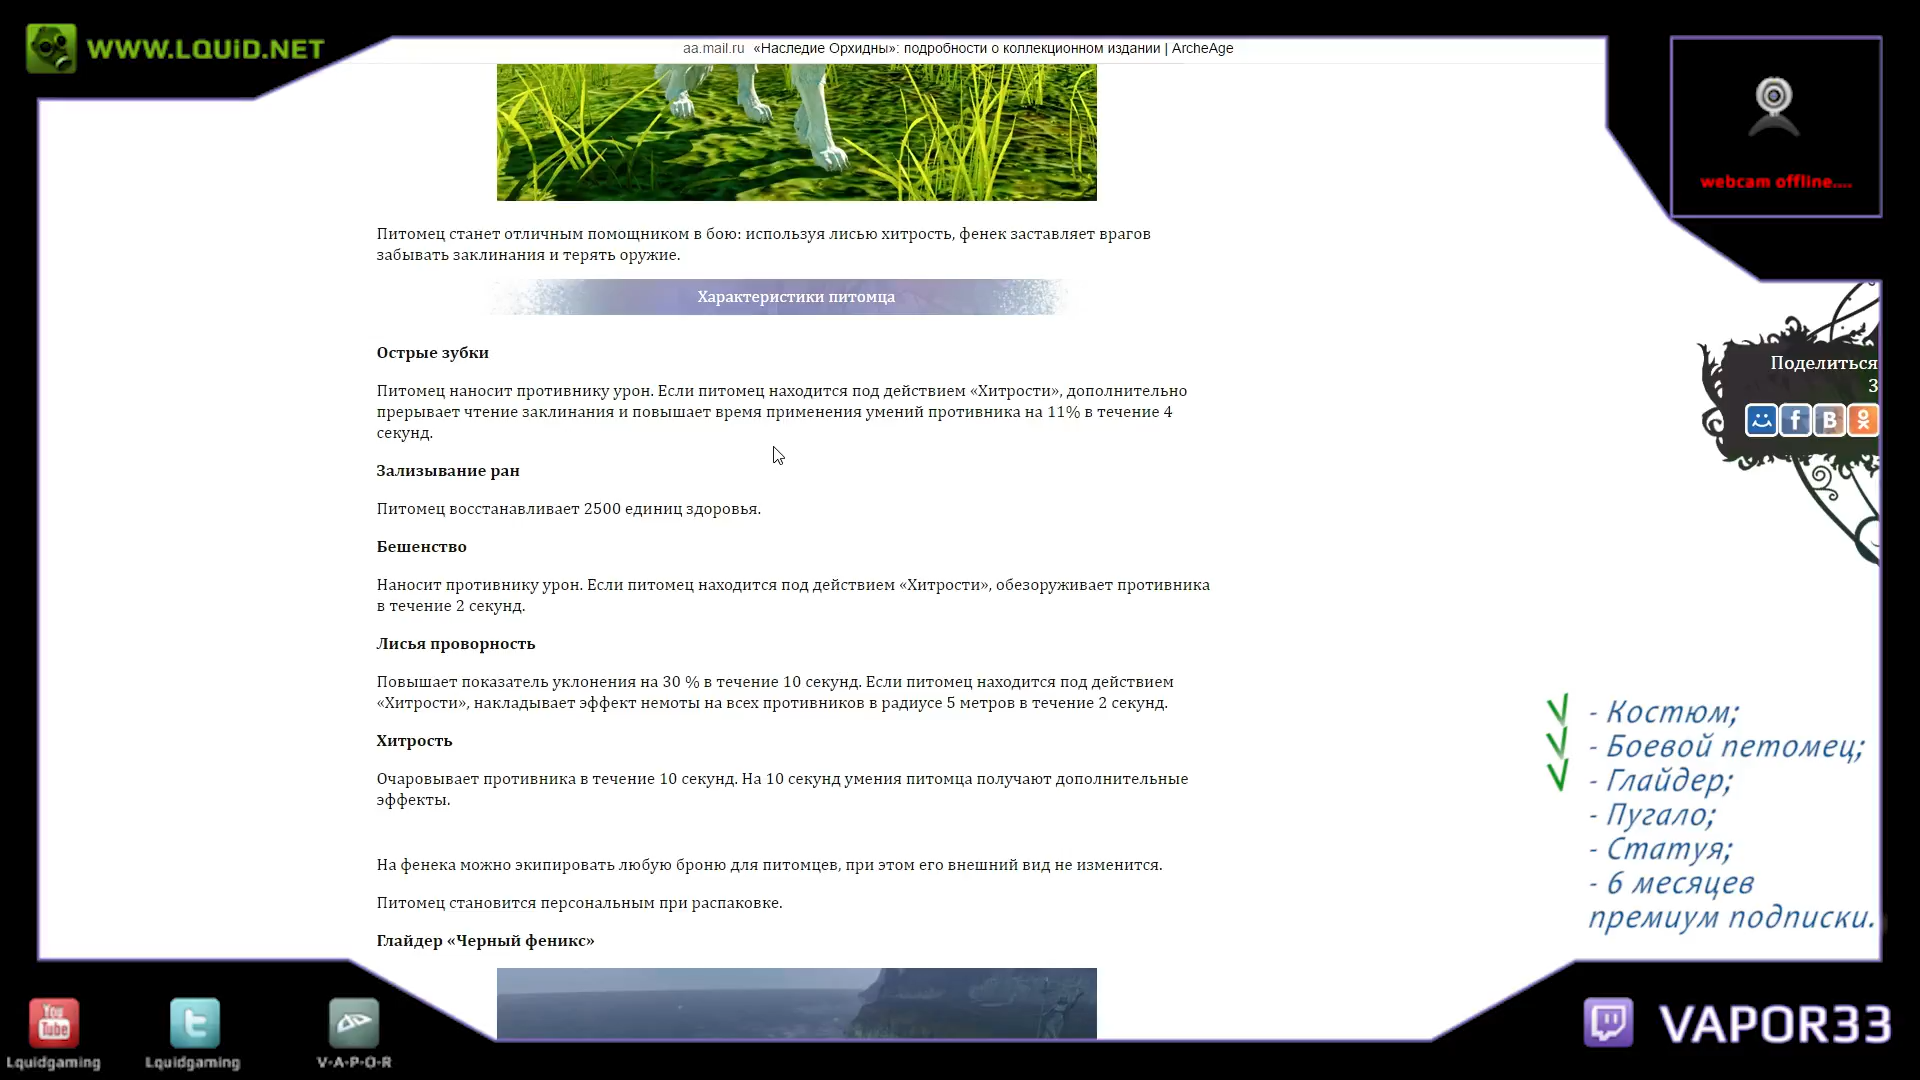 WWW.LQUiD.NET
aa.mail.ru «Наследие Орхидны»: подробности о коллекционном издании | ArcheAge
webcam offline....
Питомец станет отличным помощником в бою: используя лисью хитрость, фенек заставляет врагов
забывать заклинания и терять оружие.
Характеристики питомца
Острые зубки
Питомец наносит противнику урон. Если питомец находится под действием «Хитрости», дополнительно
прерывает чтение заклинания и повышает время применения умений противника на 11% в течение 4
секунд.
Зализывание ран
Питомец восстанавливает 2500 единиц здоровья.
Бешенство
Наносит противнику урон. Если питомец находится под действием «Хитрости», обезоруживает противника
в течение 2 секунд.
Лисья проворность
Повышает показатель уклонения на 30 % в течение 10 секунд. Если питомец находится под действием
«Хитрости», накладывает эффект немоты на всех противников в радиусе 5 метров в течение 2 секунд.
Хитрость
Очаровывает противника в течение 10 секунд. На 10 секунд умения питомца получают дополнительные
эффекты.
На фенека можно экипировать любую броню для питомцев, при этом его внешний вид не изменится.
Питомец становится персональным при распаковке.
Глайдер «Черный феникс»
Поделиться
3
- Костюм;
- Боевой петомец;
- Глайдер;
- Пугало;
- Статуя;
- 6 месяцев
премиум подписки.
You
Tube
Lquidgaming
Lquidgaming
V-A-P-O-R
VAPOR33